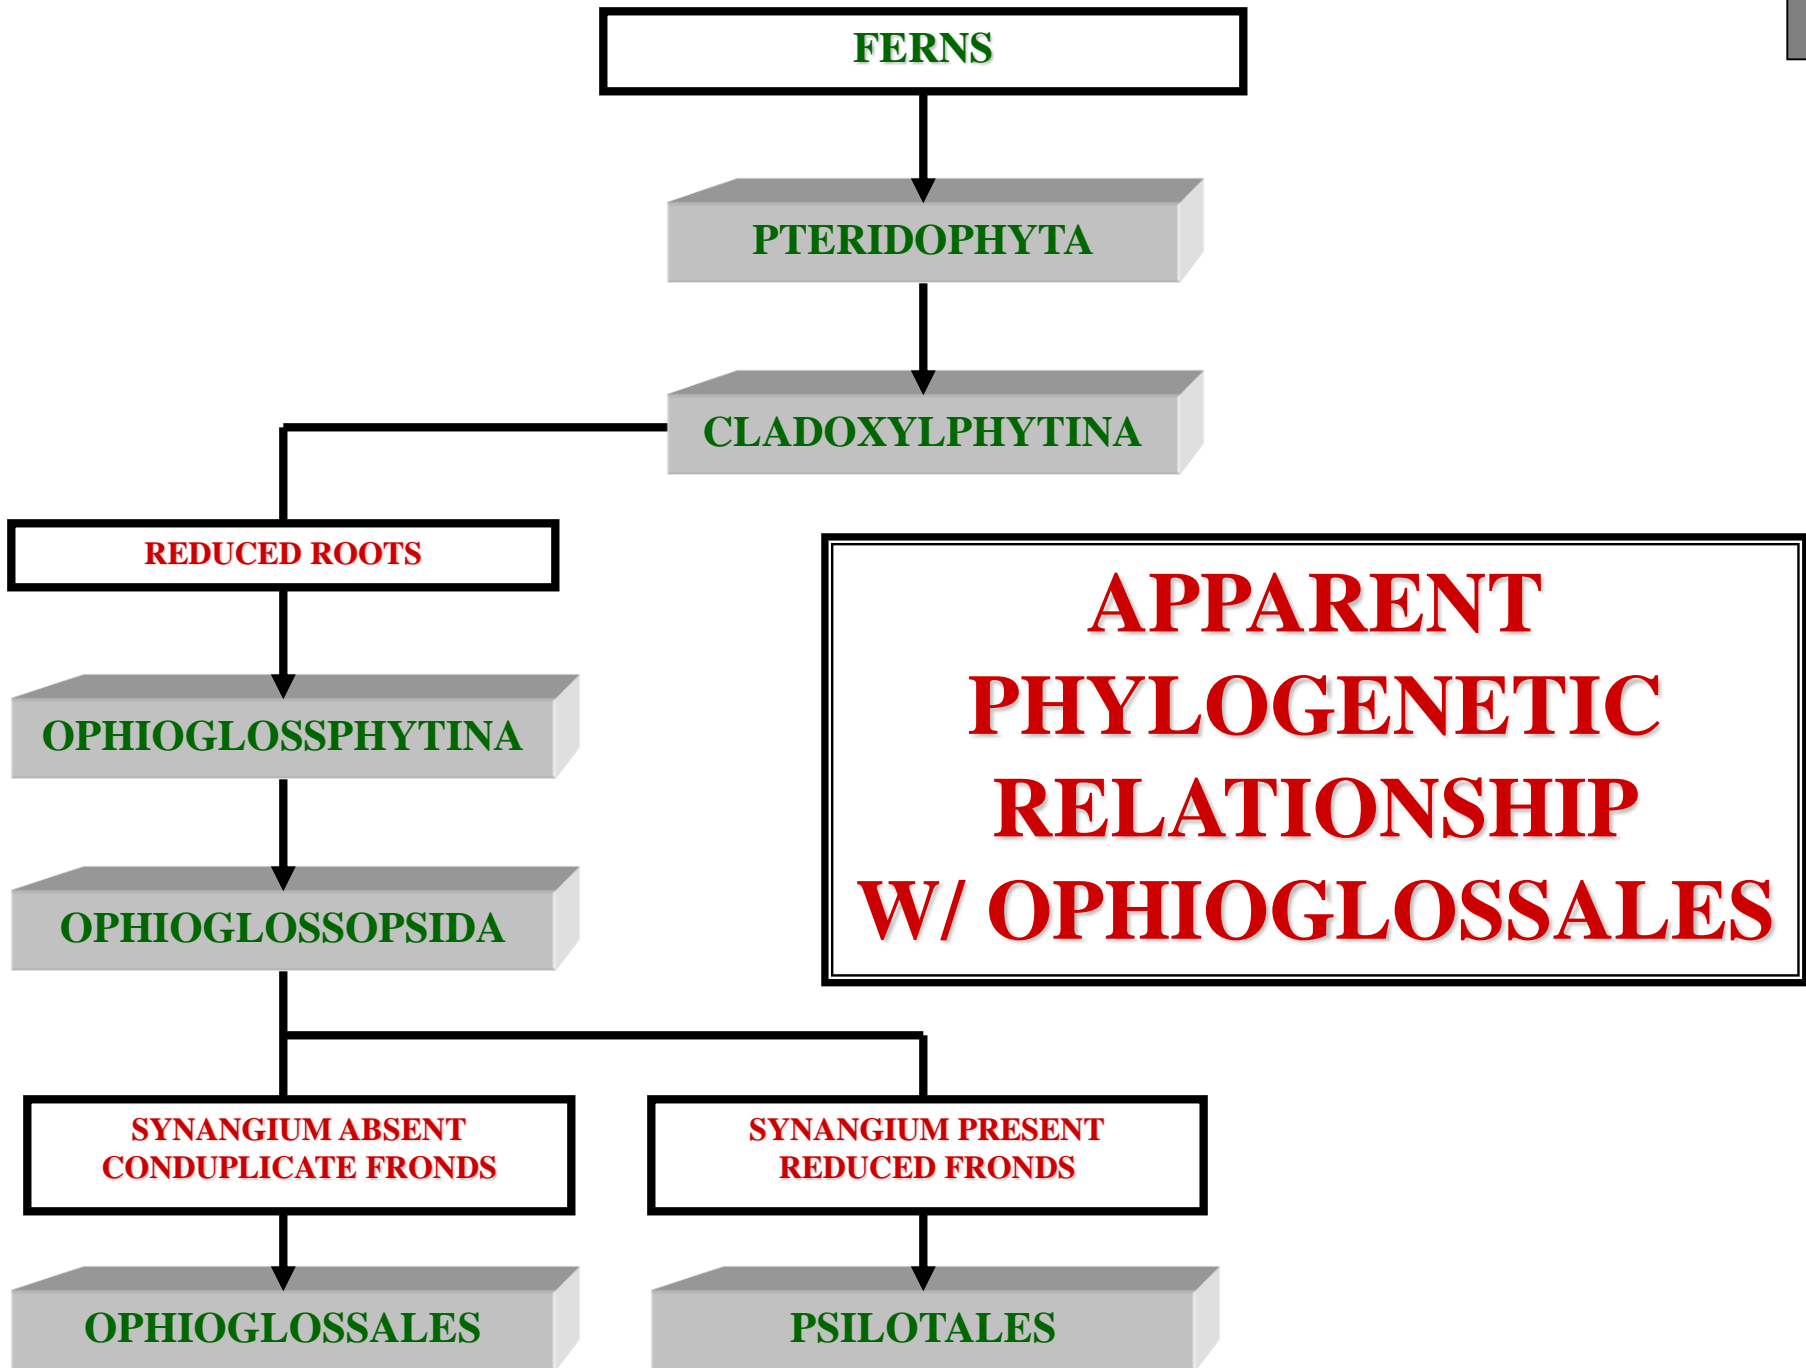 FERNS
PTERIDOPHYTA
CLADOXYLPHYTINA
REDUCED ROOTS
APPARENT
PHYLOGENETIC
RELATIONSHIP
W/ OPHIOGLOSSALES
OPHIOGLOSSPHYTINA
OPHIOGLOSSOPSIDA
SYNANGIUM ABSENT
CONDUPLICATE FRONDS
SYNANGIUM PRESENT
REDUCED FRONDS
OPHIOGLOSSALES
PSILOTALES